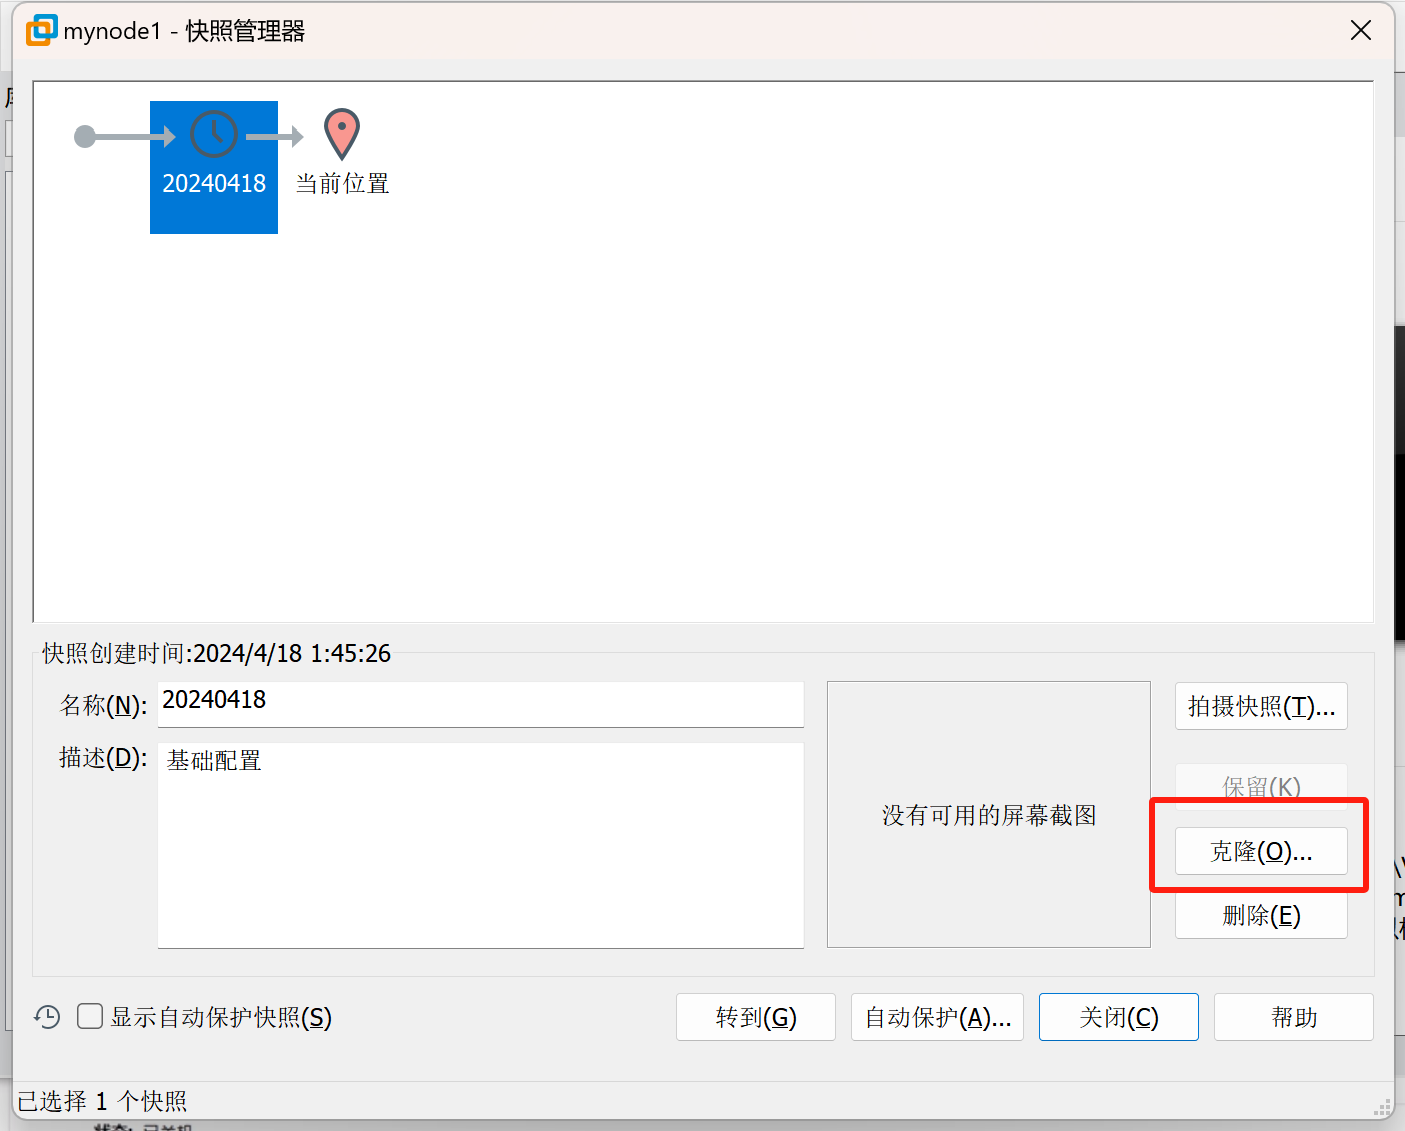 mynode1 - 快照管理器
20240418
当前位置
快照创建时间:2024/4/18 1:45:26
名称(N):
20240418
拍摄快照(T)...
描述(D):
基础配置
没有可用的屏幕截图
保留(K)
克隆(O)...
删除(E)
显示自动保护快照(S)
转到(G)
自动保护(A)...
关闭(C)
帮助
已选择 1 个快照